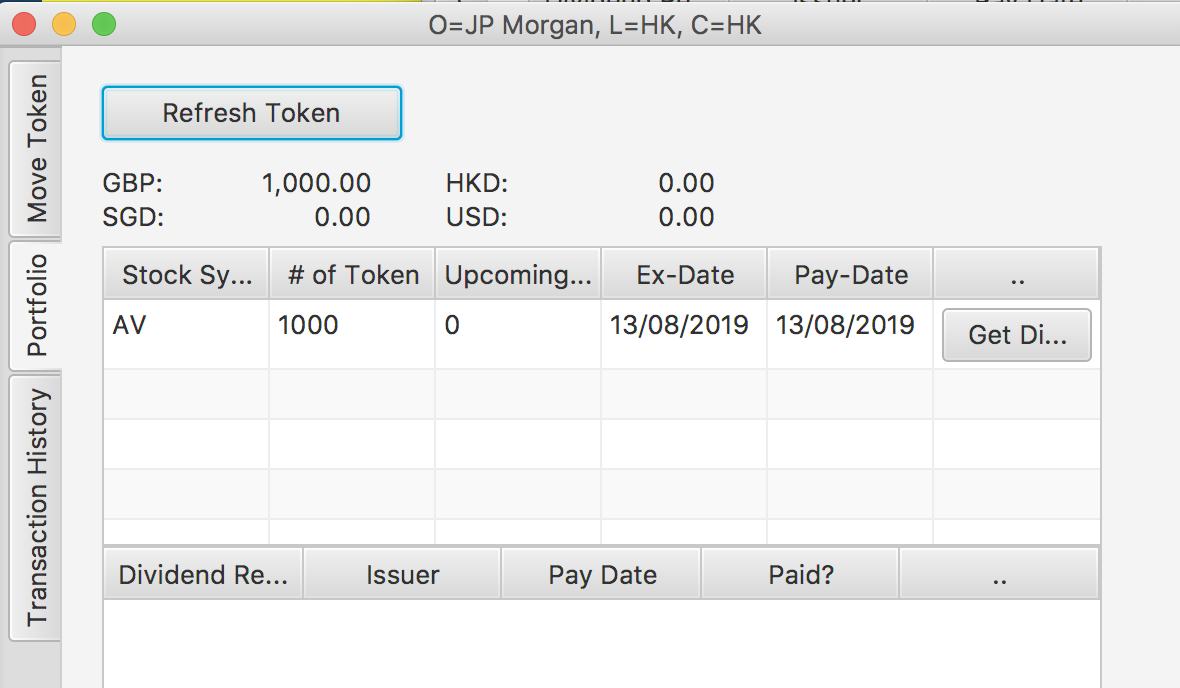 O=JP Morgan, L=HK, C=HK
Move Token
Portfolio
Transaction History
Refresh Token
GBP: 1,000.00 HKD: 0.00
SGD: 0.00 USD: 0.00
Stock Sy... # of Token Upcoming... Ex-Date Pay-Date ..
AV 1000 0 13/08/2019 13/08/2019 Get Di...
Dividend Re... Issuer Pay Date Paid? ..